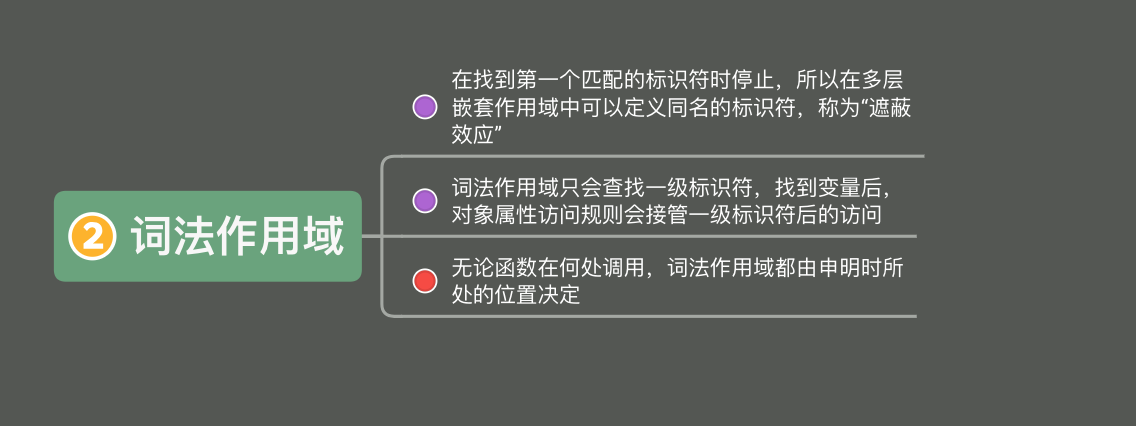 在找到第一个匹配的标识符时停止，所以在多层
嵌套作用域中可以定义同名的标识符，称为“遮蔽
效应”
词法作用域只会查找一级标识符，找到变量后，
对象属性访问规则会接管一级标识符后的访问
2 词法作用域
无论函数在何处调用，词法作用域都由申明时所
处的位置决定